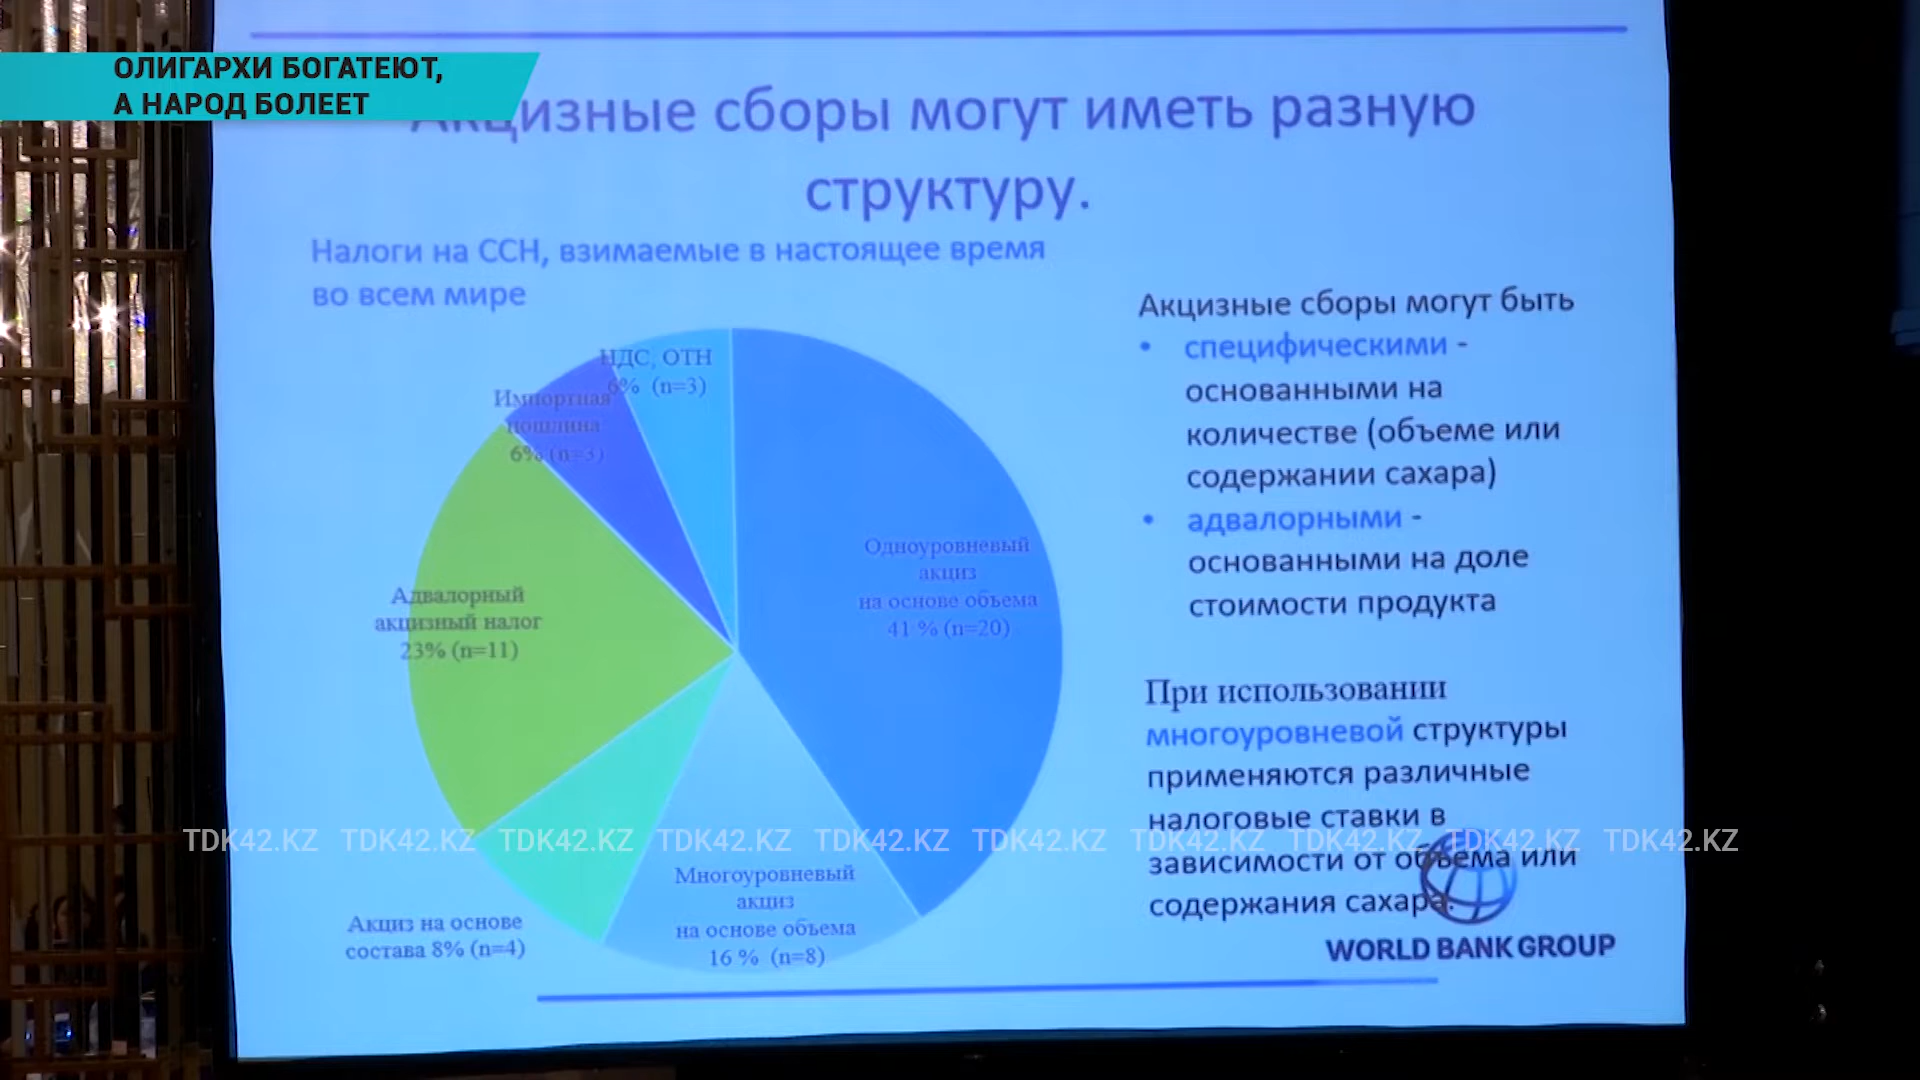 ОЛИГАРХИ БОГАТЕЮТ,
А НАРОД БОЛЕЕТ
Акцизные сборы могут иметь разную
структуру.
Налоги на ССН, взимаемые в настоящее время
во всем мире
НДС, ОТН
6% (n=3)
Импортная
пошлина
6% (n=3)
Одноуровневый
акциз
на основе объема
41 % (n=20)
Адвалорный
акцизный налог
23% (n=11)
Многоуровневый
акциз
на основе объема
16 % (n=8)
Акциз на основе
состава 8% (n=4)
Акцизные сборы могут быть
• специфическими -
основанными на
количестве (объеме или
содержании сахара)
• адвалорными -
основанными на доле
стоимости продукта
При использовании
многоуровневой структуры
применяются различные
налоговые ставки в
зависимости от объема или
содержания сахара.
WORLD BANK GROUP
TDK42.KZ TDK42.KZ TDK42.KZ TDK42.KZ TDK42.KZ TDK42.KZ TDK42.KZ TDK42.KZ TDK42.KZ TDK42.KZ